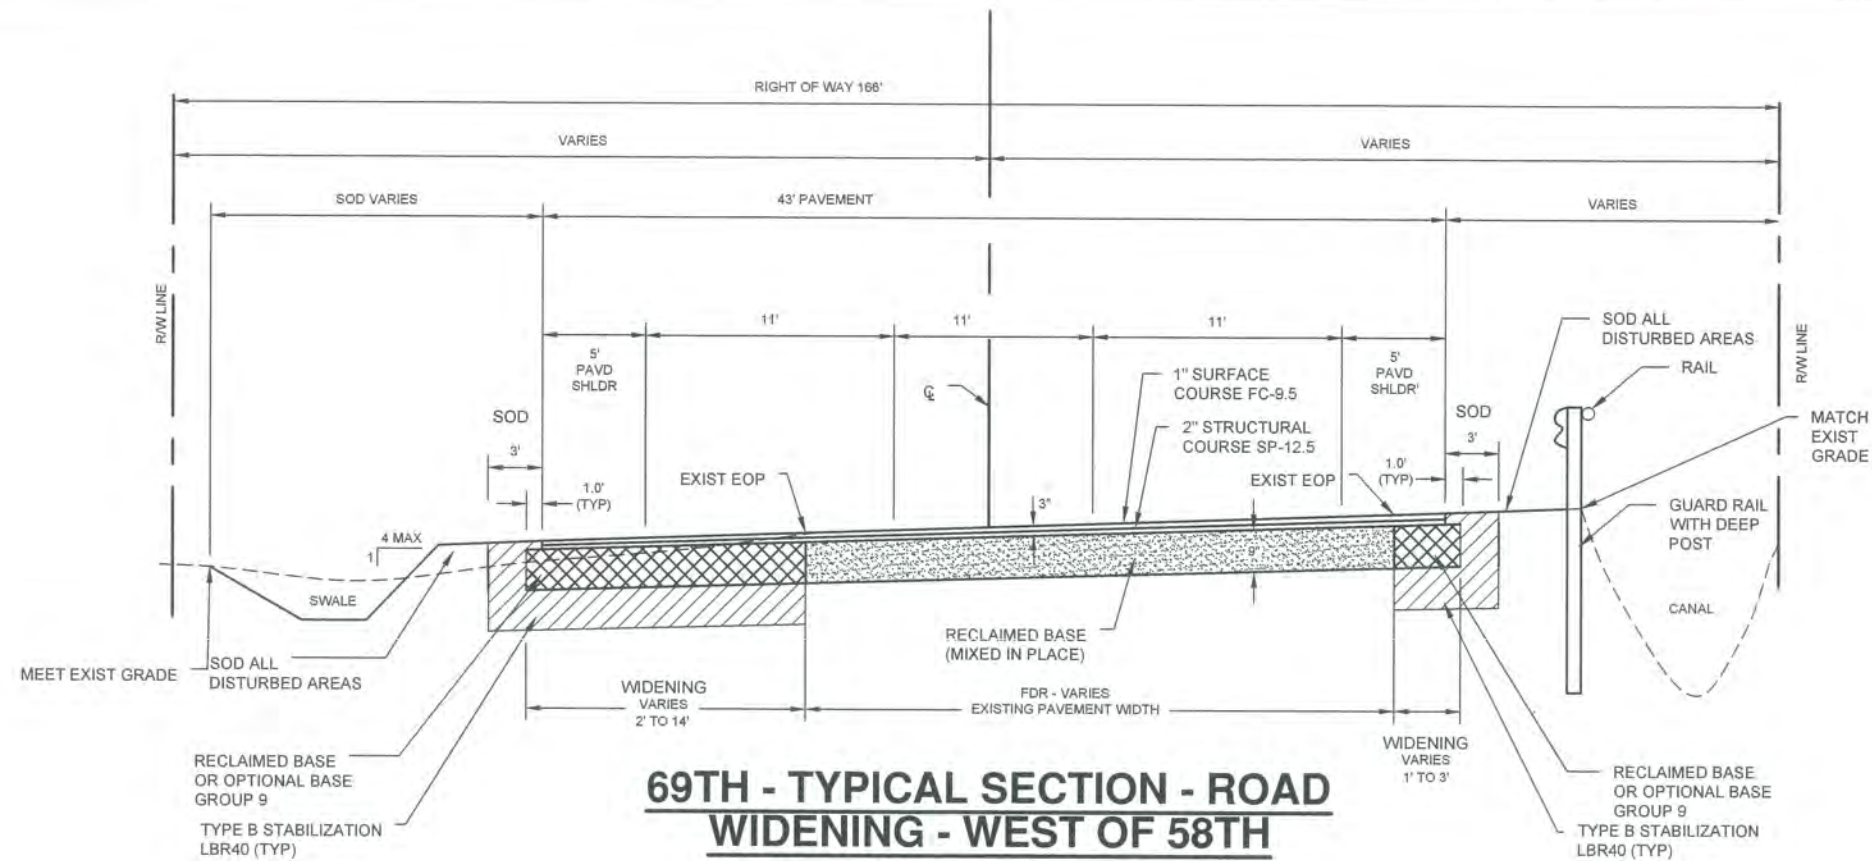 RIGHT OF WAY 166'
VARIES
VARIES
SOD VARIES
43' PAVEMENT
VARIES
R/W LINE
R/W LINE
11'
11'
11'
5'
PAVD
SHLDR
5'
PAVD
SHLDR'
℄
1" SURFACE
COURSE FC-9.5
2" STRUCTURAL
COURSE SP-12.5
SOD ALL
DISTURBED AREAS
RAIL
MATCH
EXIST
GRADE
SOD
3'
SOD
3'
1.0'
(TYP)
1.0'
(TYP)
EXIST EOP
EXIST EOP
3"
9"
GUARD RAIL
WITH DEEP
POST
4 MAX
1
SWALE
CANAL
MEET EXIST GRADE
SOD ALL
DISTURBED AREAS
RECLAIMED BASE
(MIXED IN PLACE)
WIDENING
VARIES
2' TO 14'
FDR - VARIES
EXISTING PAVEMENT WIDTH
WIDENING
VARIES
1' TO 3'
RECLAIMED BASE
OR OPTIONAL BASE
GROUP 9
TYPE B STABILIZATION
LBR40 (TYP)
RECLAIMED BASE
OR OPTIONAL BASE
GROUP 9
TYPE B STABILIZATION
LBR40 (TYP)
69TH - TYPICAL SECTION - ROAD
WIDENING - WEST OF 58TH